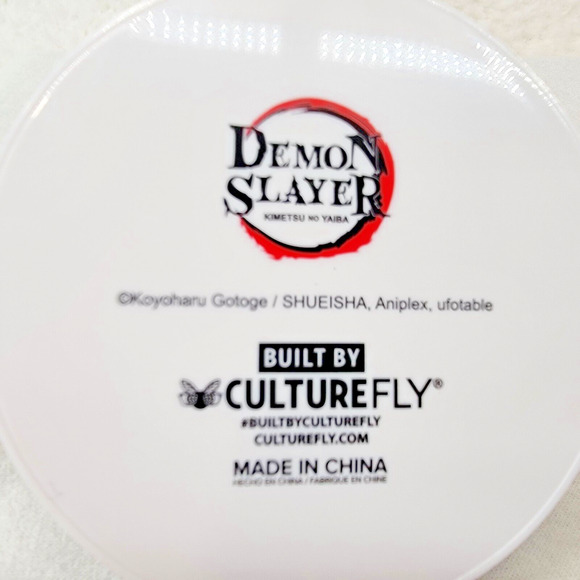 DEMON
SLAYER
KIMETSU NO YAIBA
©Koyoharu Gotoge / SHUEISHA, Aniplex, ufotable
BUILT BY
CULTUREFLY®
#BUILTBYCULTUREFLY
CULTUREFLY.COM
MADE IN CHINA
HECHO EN CHINA / FABRIQUÉ EN CHINE